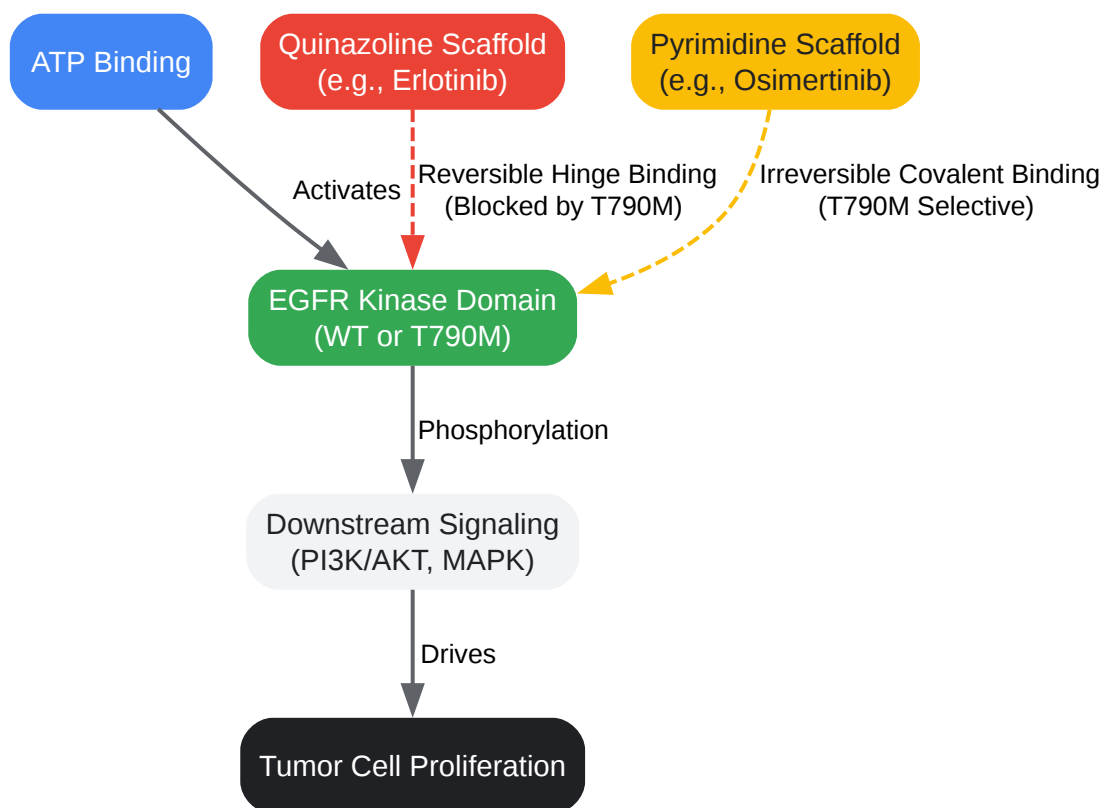 ATP Binding
Quinazoline Scaffold
(e.g., Erlotinib)
Pyrimidine Scaffold
(e.g., Osimertinib)
Activates
Reversible Hinge Binding
(Blocked by T790M)
Irreversible Covalent Binding
(T790M Selective)
EGFR Kinase Domain
(WT or T790M)
Phosphorylation
Downstream Signaling
(PI3K/AKT, MAPK)
Drives
Tumor Cell Proliferation